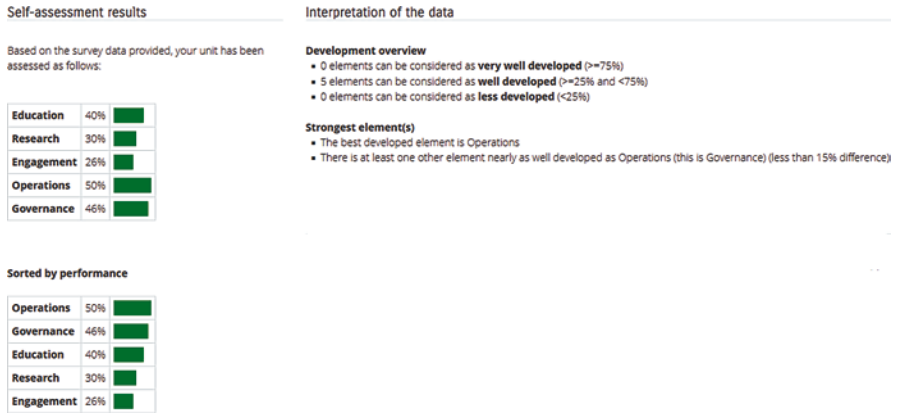 Self-assessment results
Based on the survey data provided, your unit has been
assessed as follows:
Education 40%
Research 30%
Engagement 26%
Operations 50%
Governance 46%
Sorted by performance
Operations 50%
Governance 46%
Education 40%
Research 30%
Engagement 26%
Interpretation of the data
Development overview
▪ 0 elements can be considered as very well developed (>=75%)
▪ 5 elements can be considered as well developed (>=25% and <75%)
▪ 0 elements can be considered as less developed (<25%)
Strongest element(s)
▪ The best developed element is Operations
▪ There is at least one other element nearly as well developed as Operations (this is Governance) (less than 15% difference)